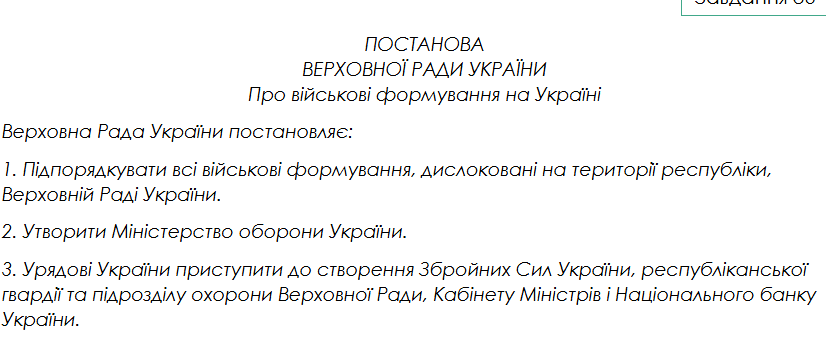 ПОСТАНОВА
ВЕРХОВНОЇ РАДИ УКРАЇНИ
Про військові формування на Україні
Верховна Рада України постановляє:
1. Підпорядкувати всі військові формування, дислоковані на території республіки,
Верховній Раді України.
2. Утворити Міністерство оборони України.
3. Урядові України приступити до створення Збройних Сил України, республіканської
гвардії та підрозділу охорони Верховної Ради, Кабінету Міністрів і Національного банку
України.